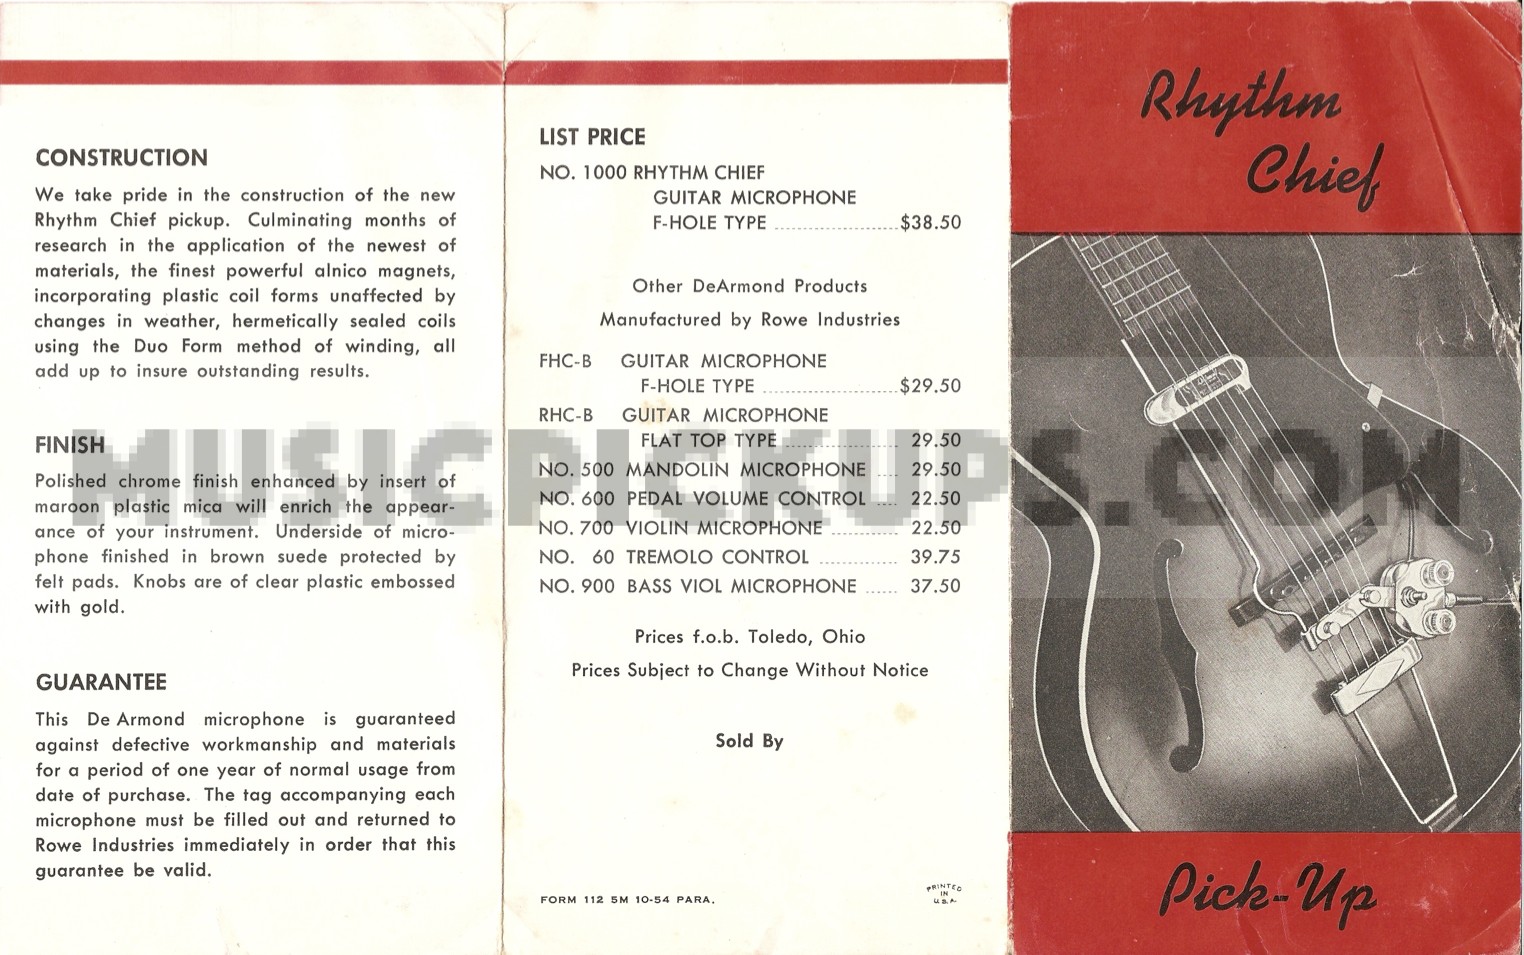 CONSTRUCTION
We take pride in the construction of the new
Rhythm Chief pickup. Culminating months of
research in the application of the newest of
materials, the finest powerful alnico magnets,
incorporating plastic coil forms unaffected by
changes in weather, hermetically sealed coils
using the Duo Form method of winding, all
add up to insure outstanding results.
FINISH
Polished chrome finish enhanced by insert of
maroon plastic mica will enrich the appear-
ance of your instrument. Underside of micro-
phone finished in brown suede protected by
felt pads. Knobs are of clear plastic embossed
with gold.
GUARANTEE
This De Armond microphone is guaranteed
against defective workmanship and materials
for a period of one year of normal usage from
date of purchase. The tag accompanying each
microphone must be filled out and returned to
Rowe Industries immediately in order that this
guarantee be valid.
LIST PRICE
NO. 1000 RHYTHM CHIEF
GUITAR MICROPHONE
F-HOLE TYPE ........................ $38.50
Other DeArmond Products
Manufactured by Rowe Industries
FHC-B GUITAR MICROPHONE
F-HOLE TYPE ........................ $29.50
RHC-B GUITAR MICROPHONE
FLAT TOP TYPE .................... 29.50
NO. 500 MANDOLIN MICROPHONE .... 29.50
NO. 600 PEDAL VOLUME CONTROL .... 22.50
NO. 700 VIOLIN MICROPHONE ............ 22.50
NO. 60 TREMOLO CONTROL .............. 39.75
NO. 900 BASS VIOL MICROPHONE ...... 37.50
Prices f.o.b. Toledo, Ohio
Prices Subject to Change Without Notice
Sold By
FORM 112 5M 10-54 PARA.
PRINTED
IN
U.S.A.
Rhythm
Chief
Pick-Up
MUSICPICKUPS.COM